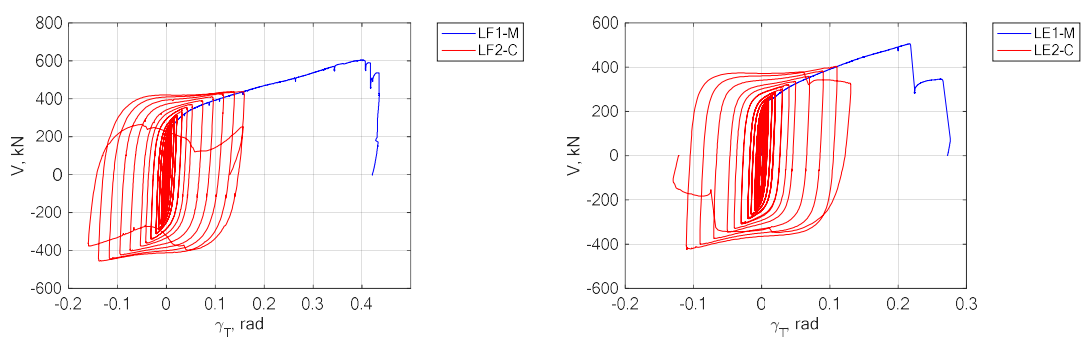 800
600
400
200
0
-200
-400
-600
-0.2 -0.1 0 0.1 0.2 0.3 0.4
V, kN
γT, rad
LF1-M
LF2-C
600
400
200
0
-200
-400
-600
-0.2 -0.1 0 0.1 0.2 0.3
V, kN
γT, rad
LE1-M
LE2-C